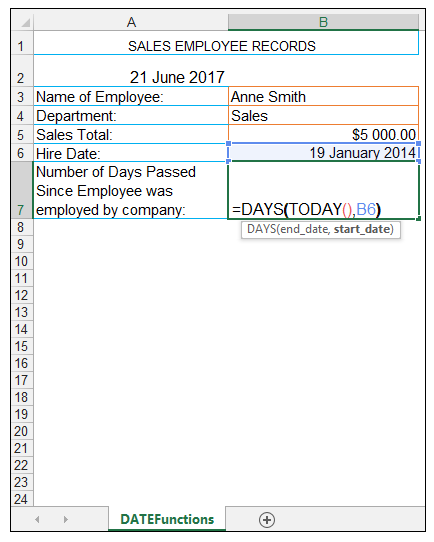 A B
1 SALES EMPLOYEE RECORDS
2 21 June 2017
3 Name of Employee: Anne Smith
4 Department: Sales
5 Sales Total: $5 000.00
6 Hire Date: 19 January 2014
Number of Days Passed
Since Employee was
7 employed by company: =DAYS(TODAY(),B6)
8 DAYS(end_date, start_date)
9
10
11
12
13
14
15
16
17
18
19
20
21
22
23
24
DATEFunctions